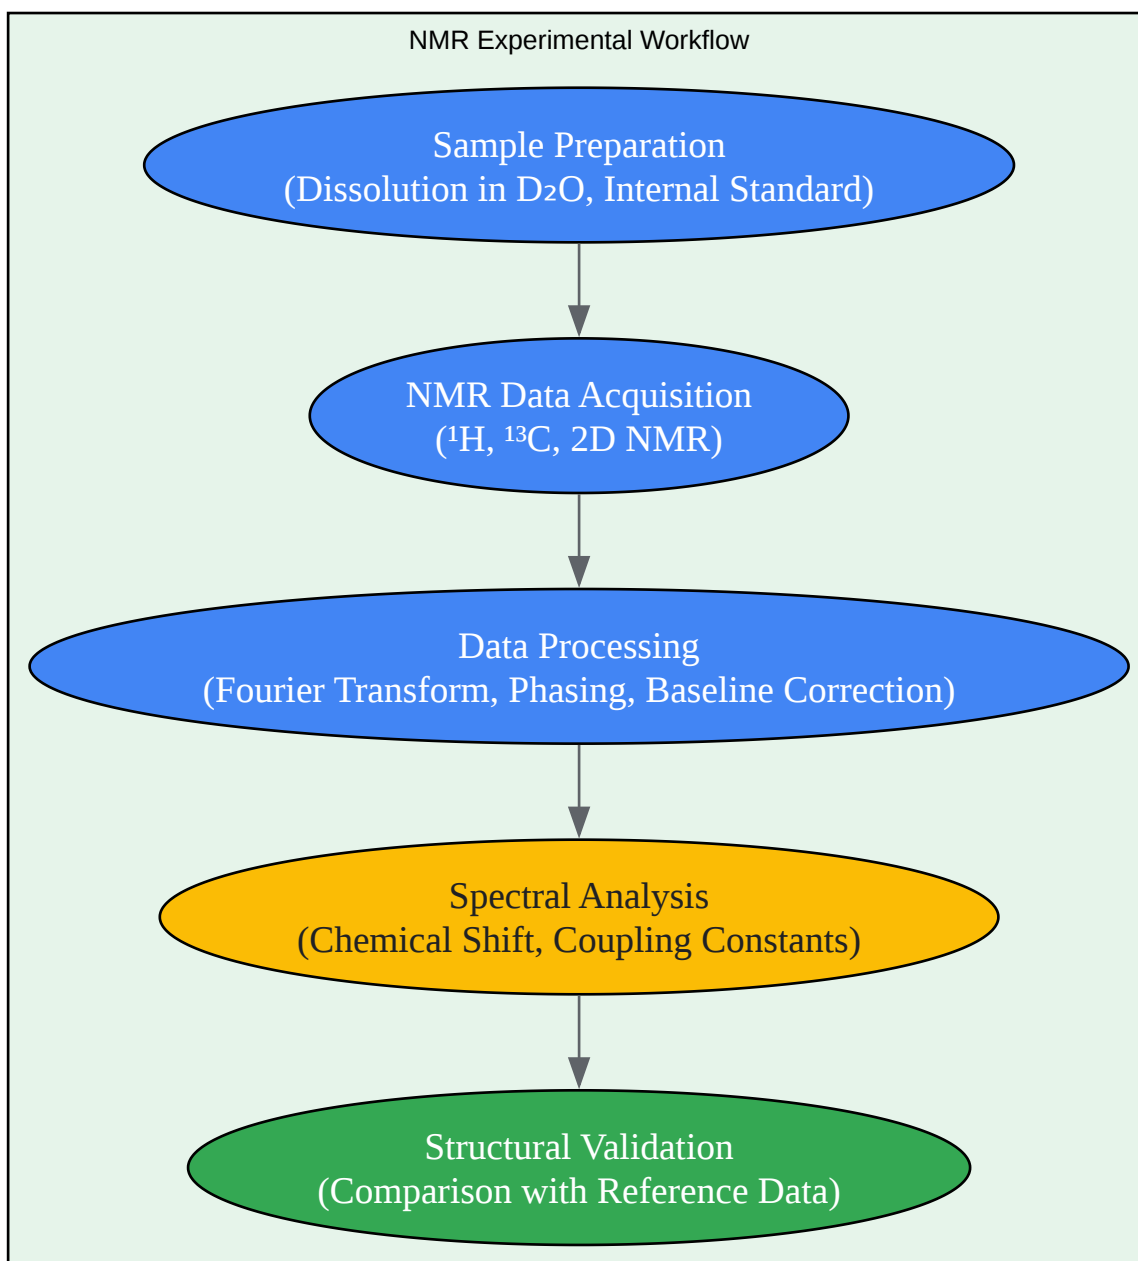 NMR Experimental Workflow
Sample Preparation
(Dissolution in D₂O, Internal Standard)
NMR Data Acquisition
(¹H, ¹³C, 2D NMR)
Data Processing
(Fourier Transform, Phasing, Baseline Correction)
Spectral Analysis
(Chemical Shift, Coupling Constants)
Structural Validation
(Comparison with Reference Data)